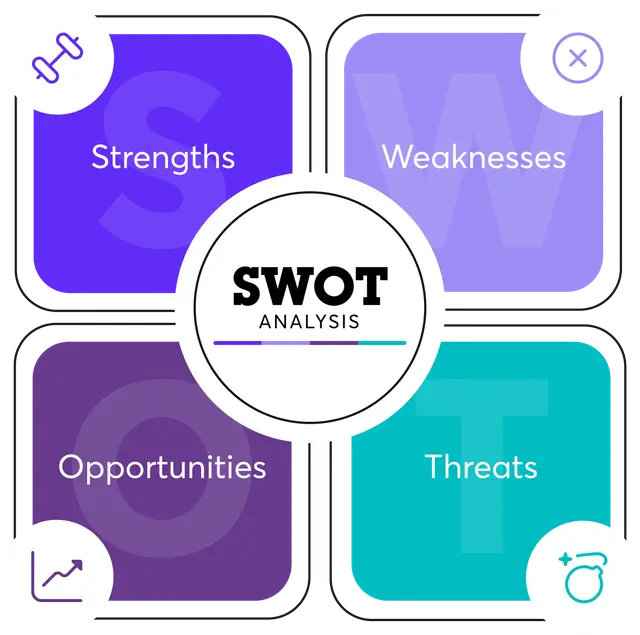 S
Strengths
W
Weaknesses
SWOT
ANALYSIS
O
Opportunities
T
Threats